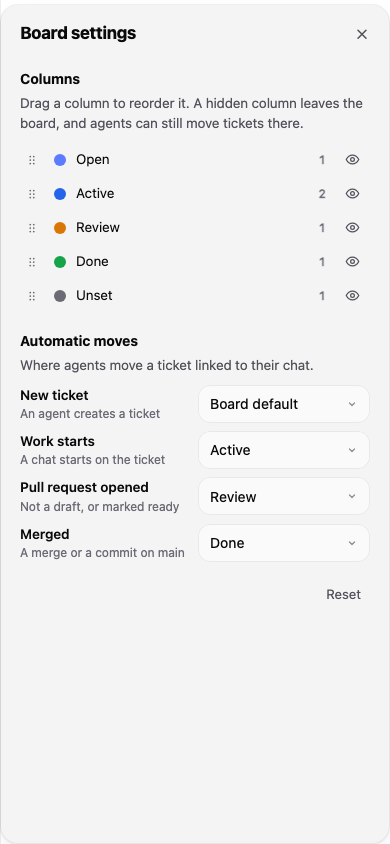 Board settings
Columns
Drag a column to reorder it. A hidden column leaves the
board, and agents can still move tickets there.
Open 1
Active 2
Review 1
Done 1
Unset 1
Automatic moves
Where agents move a ticket linked to their chat.
New ticket
An agent creates a ticket
Board default
Work starts
A chat starts on the ticket
Active
Pull request opened
Not a draft, or marked ready
Review
Merged
A merge or a commit on main
Done
Reset